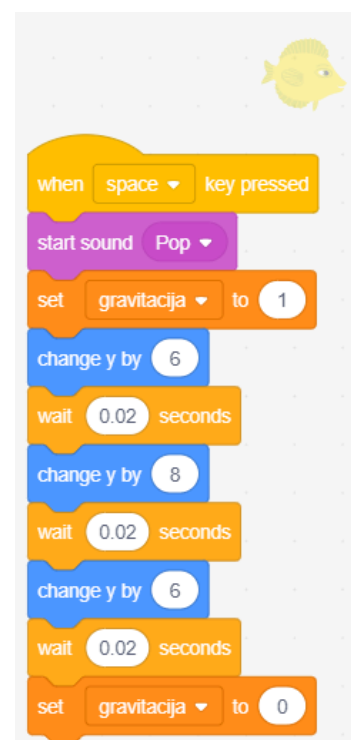 when space key pressed
start sound Pop
set gravitacija to 1
change y by 6
wait 0.02 seconds
change y by 8
wait 0.02 seconds
change y by 6
wait 0.02 seconds
set gravitacija to 0